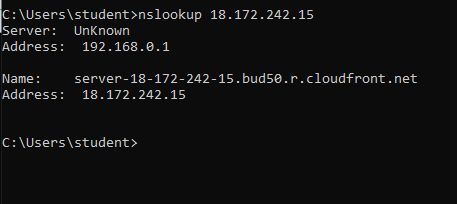 C:\Users\student>nslookup 18.172.242.15
Server:  UnKnown
Address:  192.168.0.1
Name:    server-18-172-242-15.bud50.r.cloudfront.net
Address:  18.172.242.15
C:\Users\student>